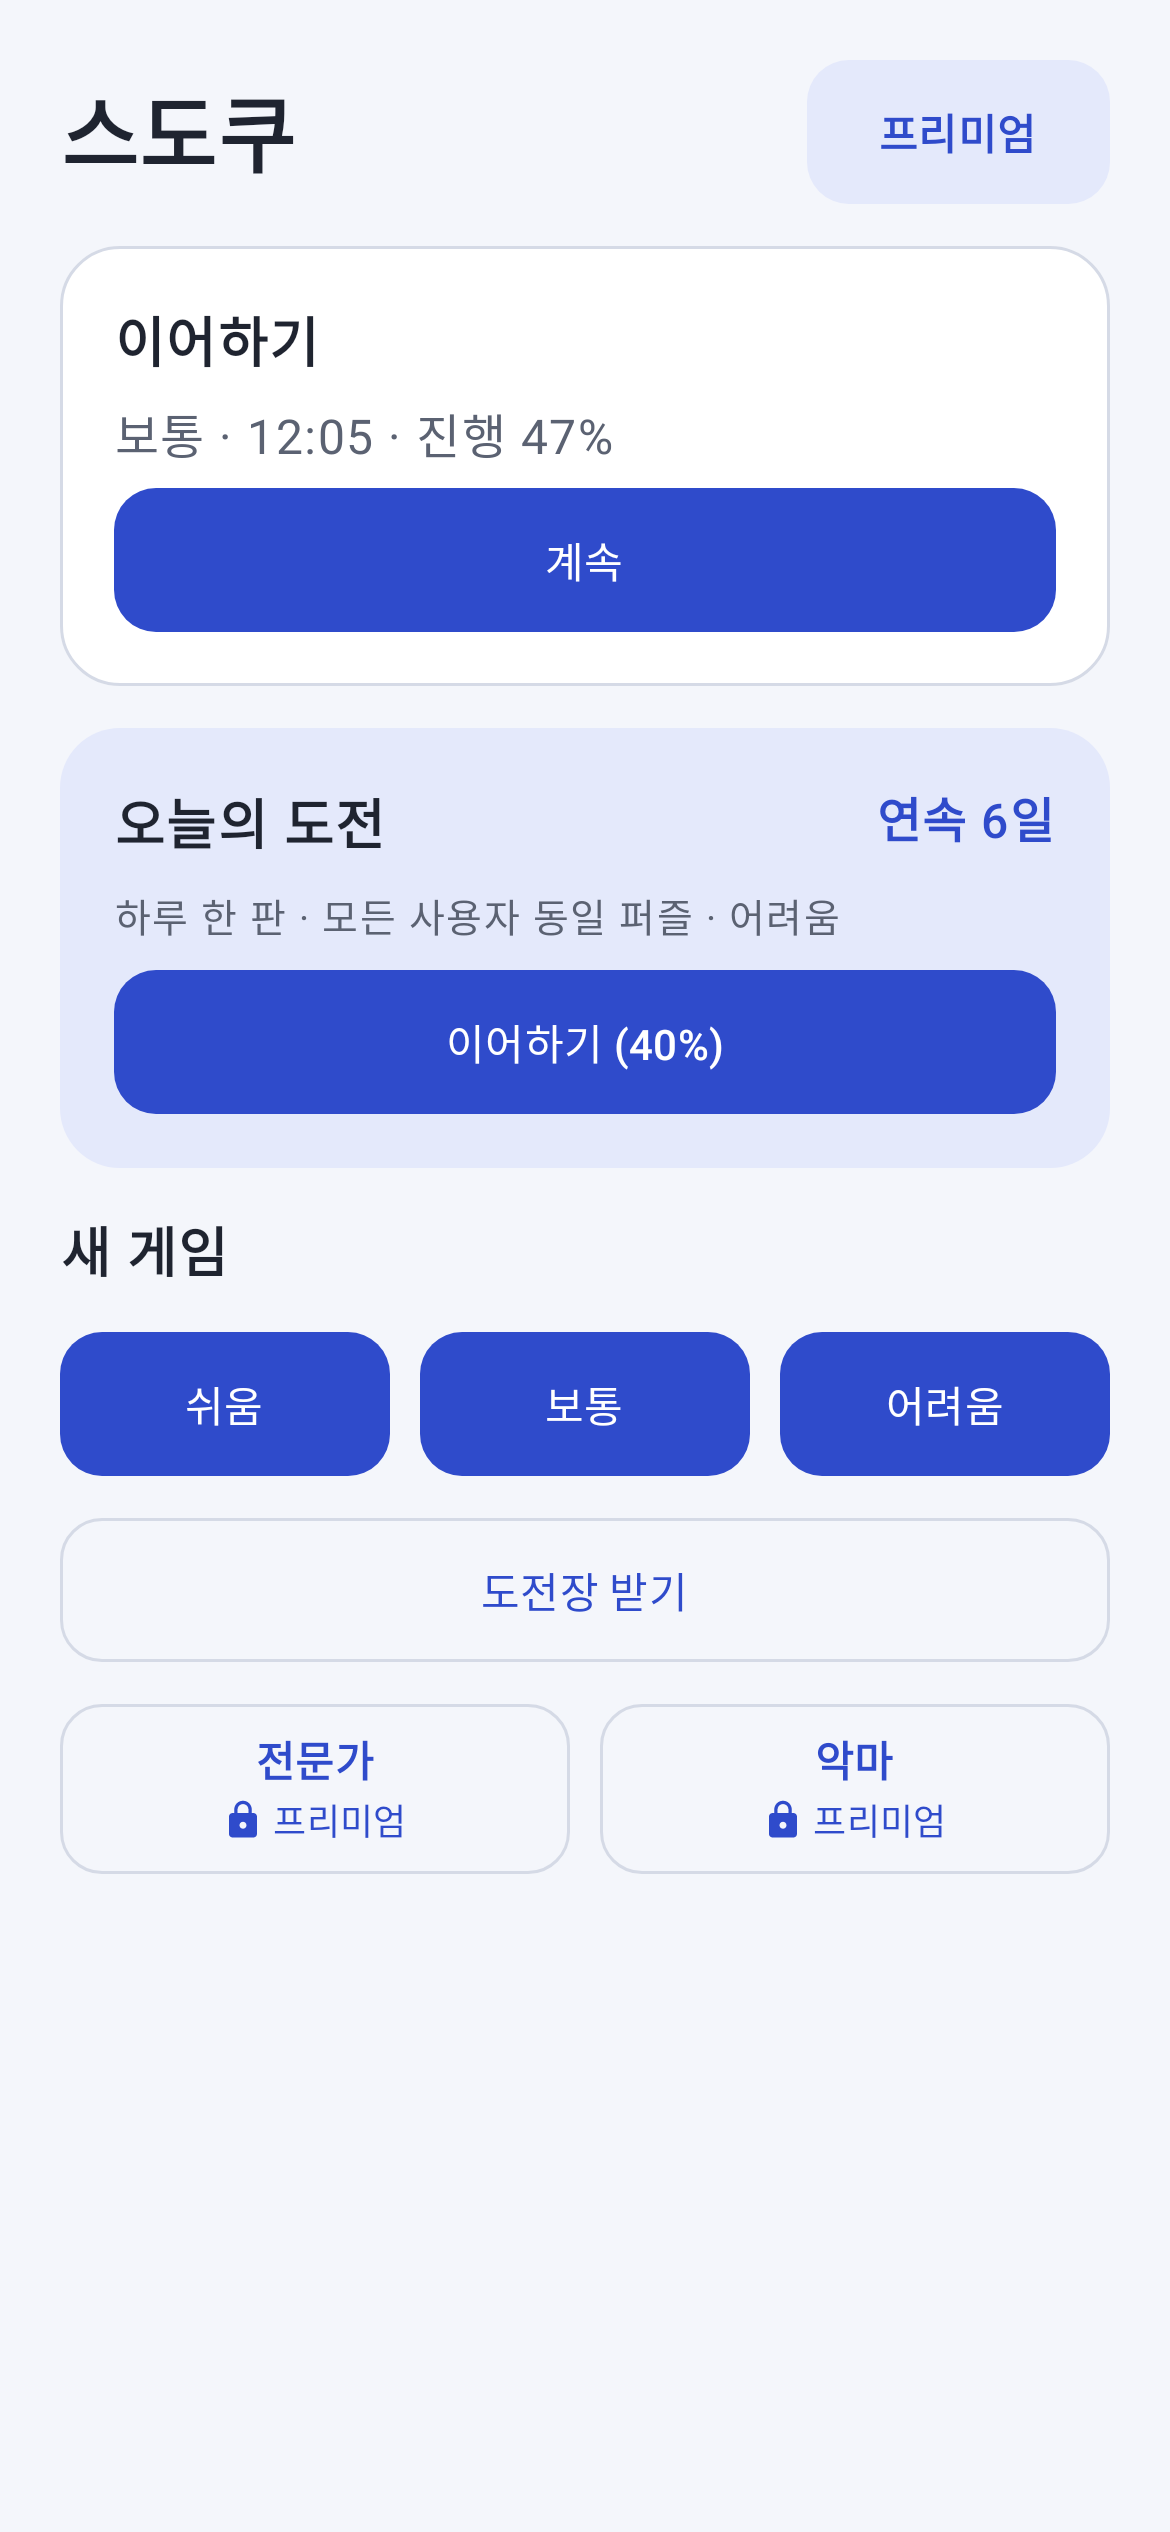 스도쿠
프리미엄
이어하기
보통 · 12:05 · 진행 47%
계속
오늘의 도전
연속 6일
하루 한 판 · 모든 사용자 동일 퍼즐 · 어려움
이어하기 (40%)
새 게임
쉬움
보통
어려움
도전장 받기
전문가
프리미엄
악마
프리미엄